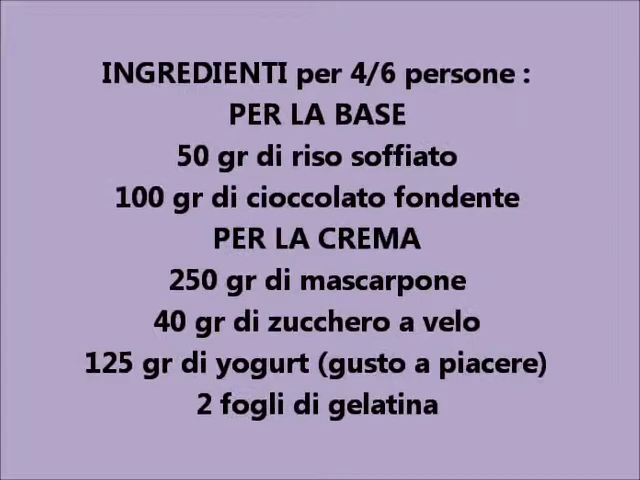 INGREDIENTI per 4/6 persone :
PER LA BASE
50 gr di riso soffiato
100 gr di cioccolato fondente
PER LA CREMA
250 gr di mascarpone
40 gr di zucchero a velo
125 gr di yogurt (gusto a piacere)
2 fogli di gelatina